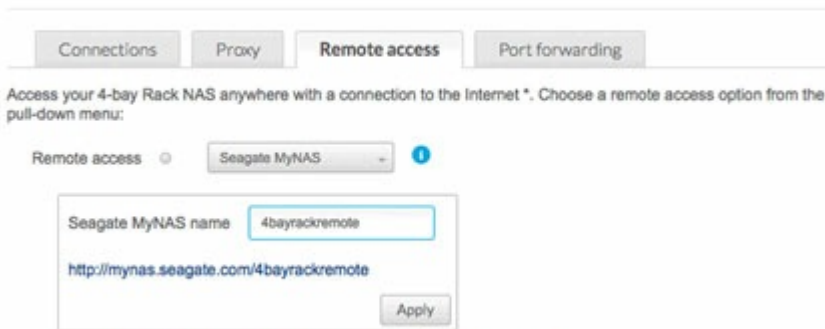 Connections Proxy Remote access Port forwarding
Access your 4-bay Rack NAS anywhere with a connection to the Internet *. Choose a remote access option from the
pull-down menu:
Remote access Seagate MyNAS i
Seagate MyNAS name 4bayrackremote
http://mynas.seagate.com/4bayrackremote
Apply